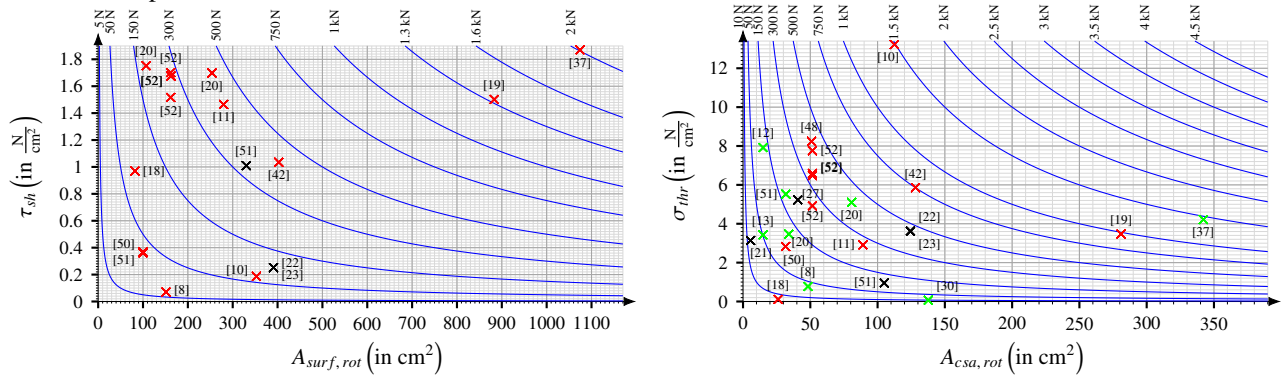 5 N
50 N
150 N
300 N
500 N
750 N
1 kN
1.3 kN
1.6 kN
2 kN
1.8
1.6
1.4
1.2
1
0.8
0.6
0.4
0.2
0
τsh (in N/cm²)
[20]
[52]
[52]
[52]
[20]
[11]
[37]
[19]
[51]
[42]
[18]
[50]
[51]
[22]
[23]
[10]
[8]
0 100 200 300 400 500 600 700 800 900 1000 1100
Asurf,rot (in cm²)
10 N
50 N
150 N
300 N
500 N
750 N
1 kN
1.5 kN
2 kN
2.5 kN
3 kN
3.5 kN
4 kN
4.5 kN
12
10
8
6
4
2
0
σthr (in N/cm²)
[10]
[12]
[48]
[52]
[52]
[42]
[51]
[27]
[52]
[20]
[22]
[23]
[19]
[37]
[13]
[21]
[20]
[50]
[11]
[8]
[51]
[18]
[30]
0 50 100 150 200 250 300 350
Acsa,rot (in cm²)